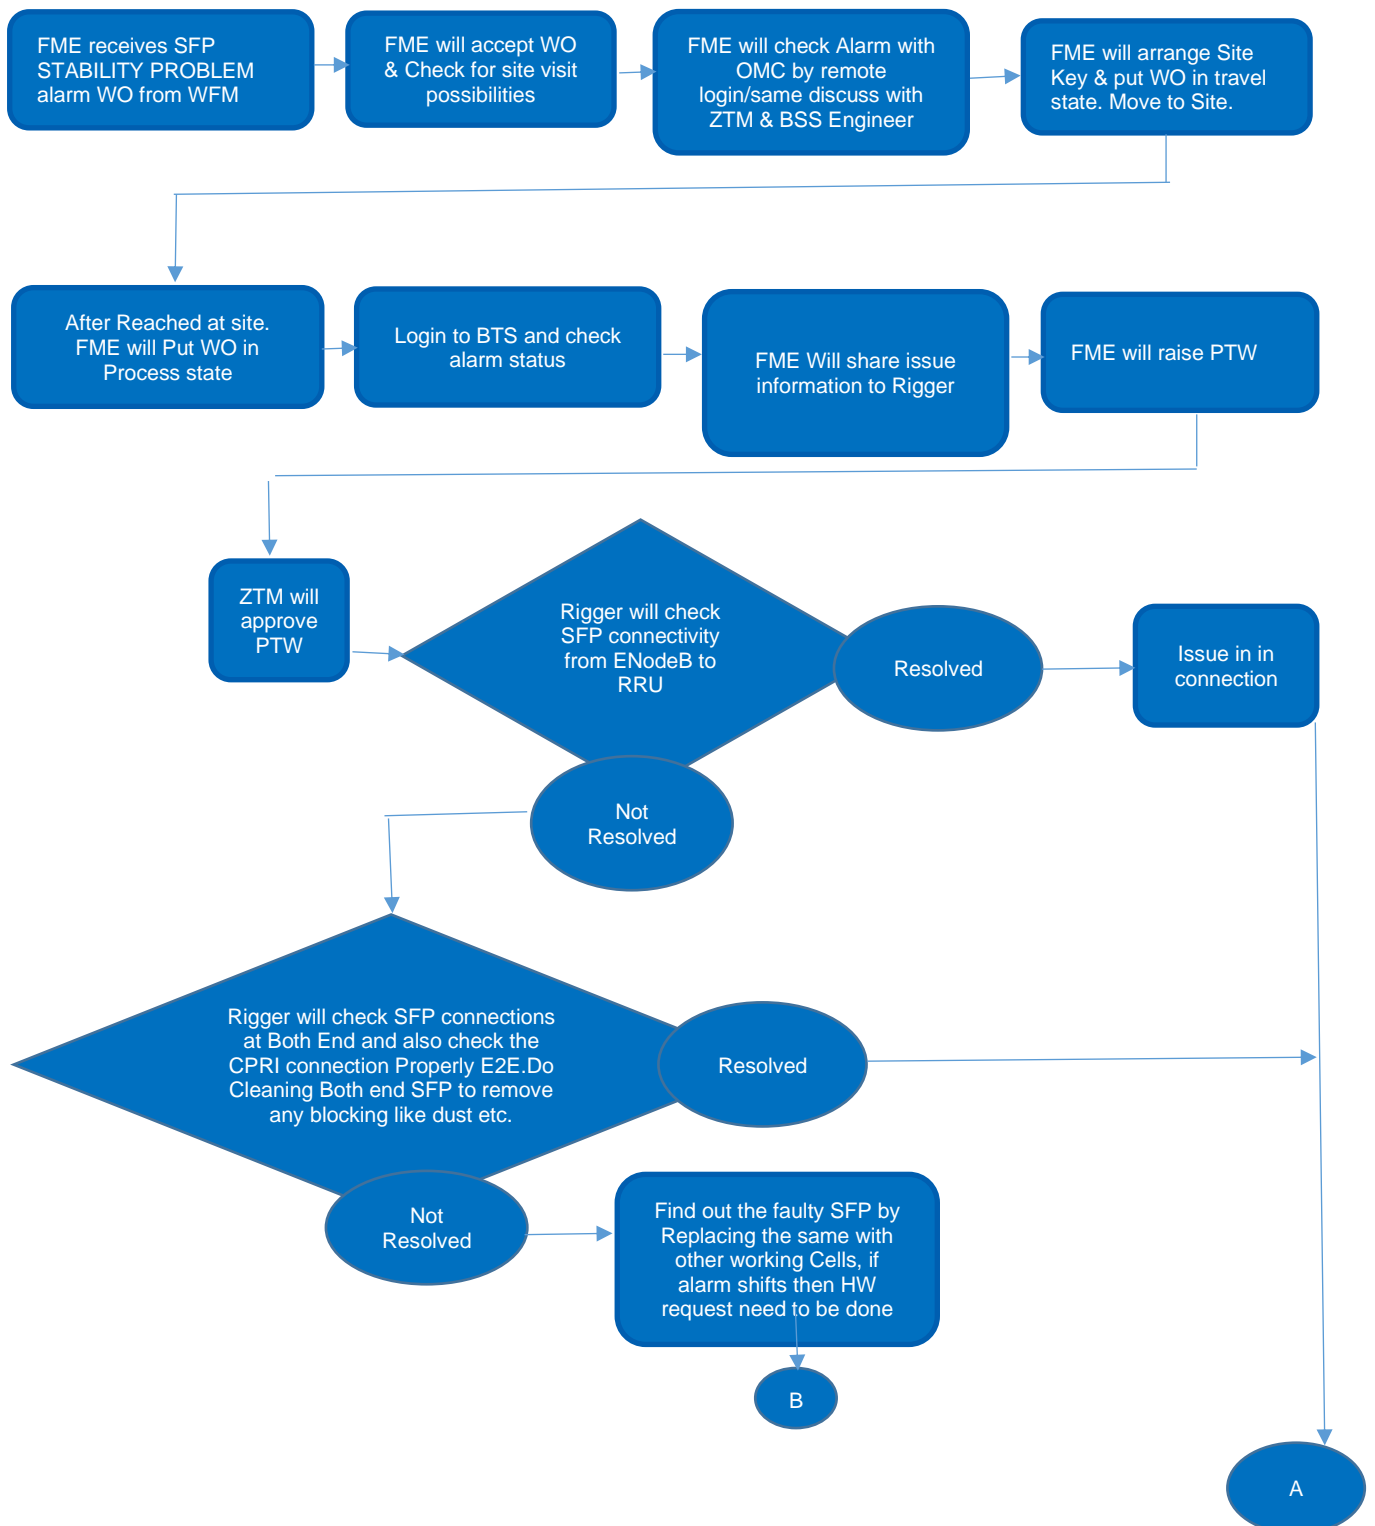 FME receives SFP
STABILITY PROBLEM
alarm WO from WFM
FME will accept WO
& Check for site visit
possibilities
FME will check Alarm with
OMC by remote
login/same discuss with
ZTM & BSS Engineer
FME will arrange Site
Key & put WO in travel
state. Move to Site.
After Reached at site.
FME will Put WO in
Process state
Login to BTS and check
alarm status
FME Will share issue
information to Rigger
FME will raise PTW
ZTM will
approve
PTW
Rigger will check
SFP connectivity
from ENodeB to
RRU
Resolved
Issue in in
connection
Not
Resolved
Rigger will check SFP connections
at Both End and also check the
CPRI connection Properly E2E.Do
Cleaning Both end SFP to remove
any blocking like dust etc.
Resolved
Not
Resolved
Find out the faulty SFP by
Replacing the same with
other working Cells, if
alarm shifts then HW
request need to be done
B
A